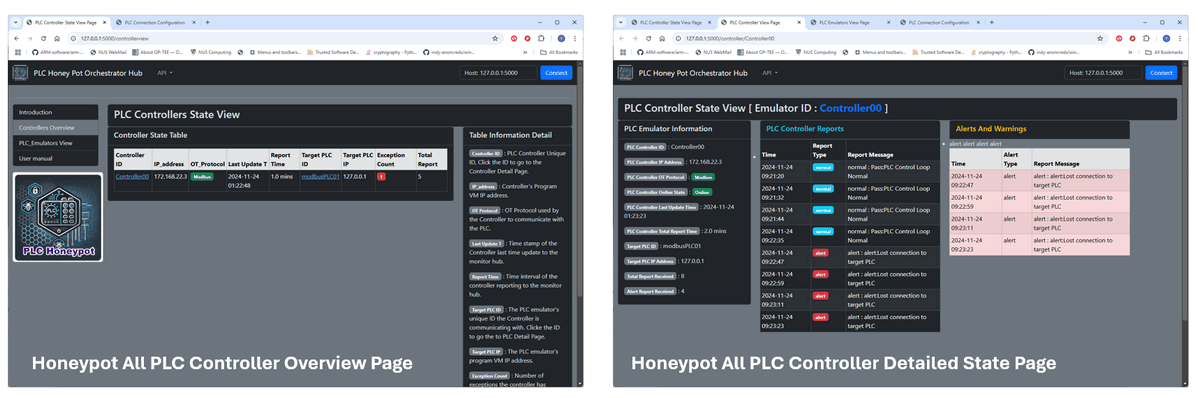 PLC Controller State View Page
PLC Connection Configuration
127.0.0.1:5000/controllerview
ARM-software/arm-...
NUS WebMail
About OP-TEE — O...
NUS Computing
Menus and toolbars...
Trusted Software De...
cryptography · Pyth...
indy-anoncreds/wim...
All Bookmarks
PLC Honey Pot Orchestrator Hub
API
Host: 127.0.0.1:5000
Connect
Introduction
Controllers Overview
PLC_Emulators View
User manual
PLC Honeypot
PLC Controllers State View
Controller State Table
Controller ID IP_address OT_Protocol Last Update T Report Time Target PLC ID Target PLC IP Exception Count Total Report
Controller00 172.168.22.3 Modbus 2024-11-24 01:22:48 1.0 mins modbusPLC01 127.0.0.1 1 5
Table Information Detail
Controller ID : PLC Controller Unique
ID, Click the ID to go to the
Controller Detail Page.
IP_address : Controller's Program
VM IP address.
OT Protocol : OT Protocol used by
the Controller to communicate with
the PLC.
Last Update T : Time stamp of the
Controller last time update to the
monitor hub.
Report Time : Time interval of the
controller reporting to the monitor
hub.
Target PLC ID : The PLC emulator's
unique ID the Controller is
communicating with. Clicke the ID
to go the to PLC Detail Page.
Target PLC IP : The PLC emulator's
program VM IP address.
Exception Count : Number of
exceptions the controller has
Honeypot All PLC Controller Overview Page
PLC Controller State View Page
PLC Controller View Page
PLC Emulators View Page
PLC Connection Configuration
127.0.0.1:5000/controller/Controller00
ARM-software/arm-...
NUS WebMail
About OP-TEE — O...
NUS Computing
Menus and toolbars...
Trusted Software De...
cryptography · Pyth...
indy-anoncreds/wim...
All Bookmarks
PLC Honey Pot Orchestrator Hub
API
Host: 127.0.0.1:5000
Connect
PLC Controller State View [ Emulator ID : Controller00 ]
PLC Emulator Information
PLC Controller ID : Controller00
PLC Controller IP Address : 172.168.22.3
PLC Controller OT Protocol : Modbus
PLC Controller Online State : Online
PLC Controller Last Update Time : 2024-11-24
01:23:23
PLC Controller Total Report Time : 2.0 mins
Target PLC ID : modbusPLC01
Target PLC IP Address : 127.0.0.1
Total Report Received : 8
Alert Report Received : 4
PLC Controller Reports
Time Report Type Report Message
2024-11-24 09:21:20 normal normal : Pass:PLC Control Loop Normal
2024-11-24 09:21:32 normal normal : Pass:PLC Control Loop Normal
2024-11-24 09:21:44 normal normal : Pass:PLC Control Loop Normal
2024-11-24 09:22:35 normal normal : Pass:PLC Control Loop Normal
2024-11-24 09:22:47 alert alert : alert:Lost connection to target PLC
2024-11-24 09:22:59 alert alert : alert:Lost connection to target PLC
2024-11-24 09:23:11 alert alert : alert:Lost connection to target PLC
2024-11-24 09:23:23 alert alert : alert:Lost connection to target PLC
Alerts And Warnings
alert alert alert alert
Time Alert Type Report Message
2024-11-24 09:22:47 alert alert : alert:Lost connection to target PLC
2024-11-24 09:22:59 alert alert : alert:Lost connection to target PLC
2024-11-24 09:23:11 alert alert : alert:Lost connection to target PLC
2024-11-24 09:23:23 alert alert : alert:Lost connection to target PLC
Honeypot All PLC Controller Detailed State Page